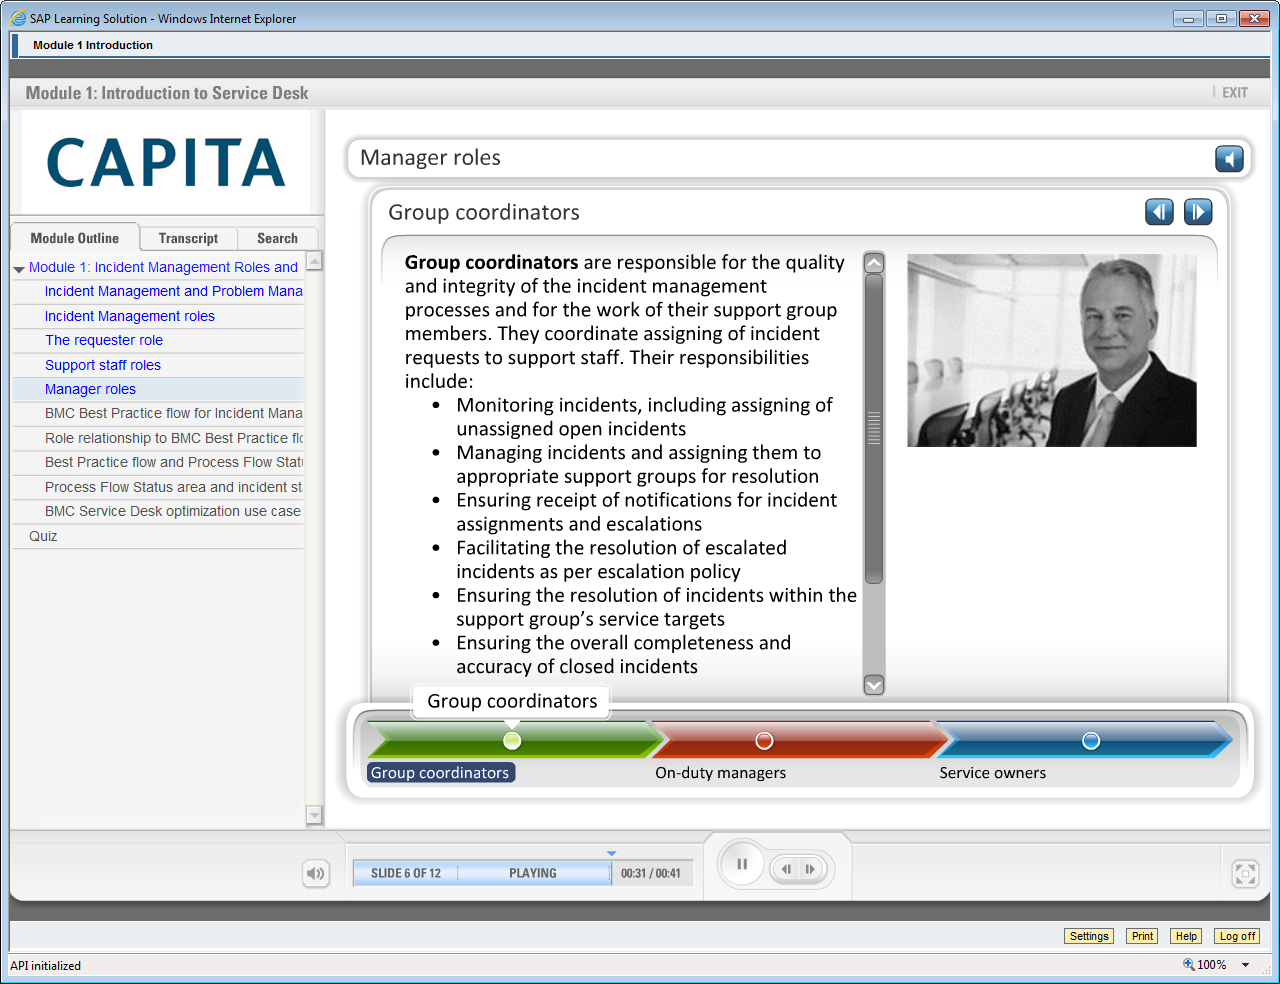 SAP Learning Solution - Windows Internet Explorer
Module 1 Introduction
Module 1: Introduction to Service Desk
EXIT
CAPITA
Module Outline
Transcript
Search
Module 1: Incident Management Roles and
Incident Management and Problem Mana
Incident Management roles
The requester role
Support staff roles
Manager roles
BMC Best Practice flow for Incident Mana
Role relationship to BMC Best Practice flo
Best Practice flow and Process Flow Statu
Process Flow Status area and incident st
BMC Service Desk optimization use case
Quiz
Manager roles
Group coordinators
Group coordinators are responsible for the quality
and integrity of the incident management
processes and for the work of their support group
members. They coordinate assigning of incident
requests to support staff. Their responsibilities
include:
• Monitoring incidents, including assigning of
unassigned open incidents
• Managing incidents and assigning them to
appropriate support groups for resolution
• Ensuring receipt of notifications for incident
assignments and escalations
• Facilitating the resolution of escalated
incidents as per escalation policy
• Ensuring the resolution of incidents within the
support group’s service targets
• Ensuring the overall completeness and
accuracy of closed incidents
Group coordinators
Group coordinators
On-duty managers
Service owners
SLIDE 6 OF 12
PLAYING
00:31 / 00:41
Settings
Print
Help
Log off
API initialized
100%